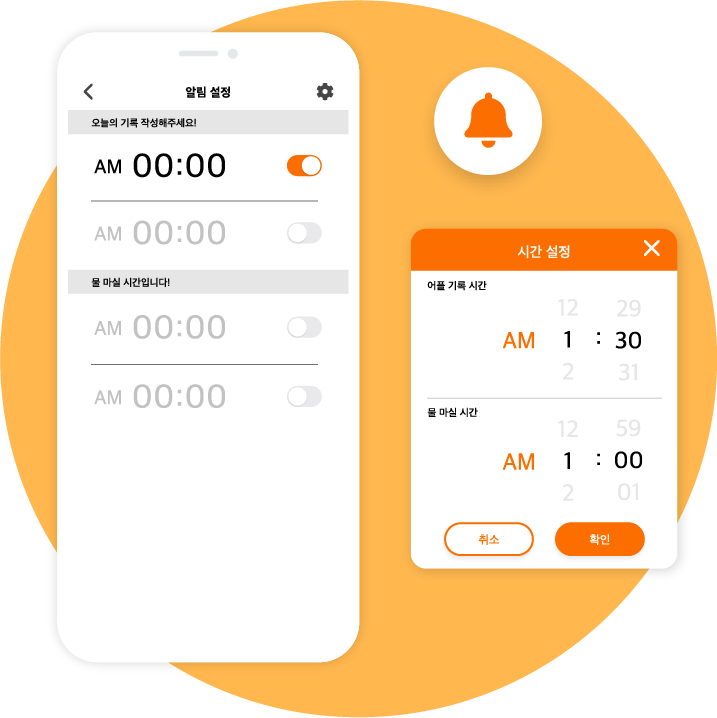 알림 설정
오늘의 기록 작성해주세요!
AM 00:00
AM 00:00
물 마실 시간입니다!
AM 00:00
AM 00:00
시간 설정
어플 기록 시간
12 29
AM 1 : 30
2 31
물 마실 시간
12 59
AM 1 : 00
2 01
취소 확인